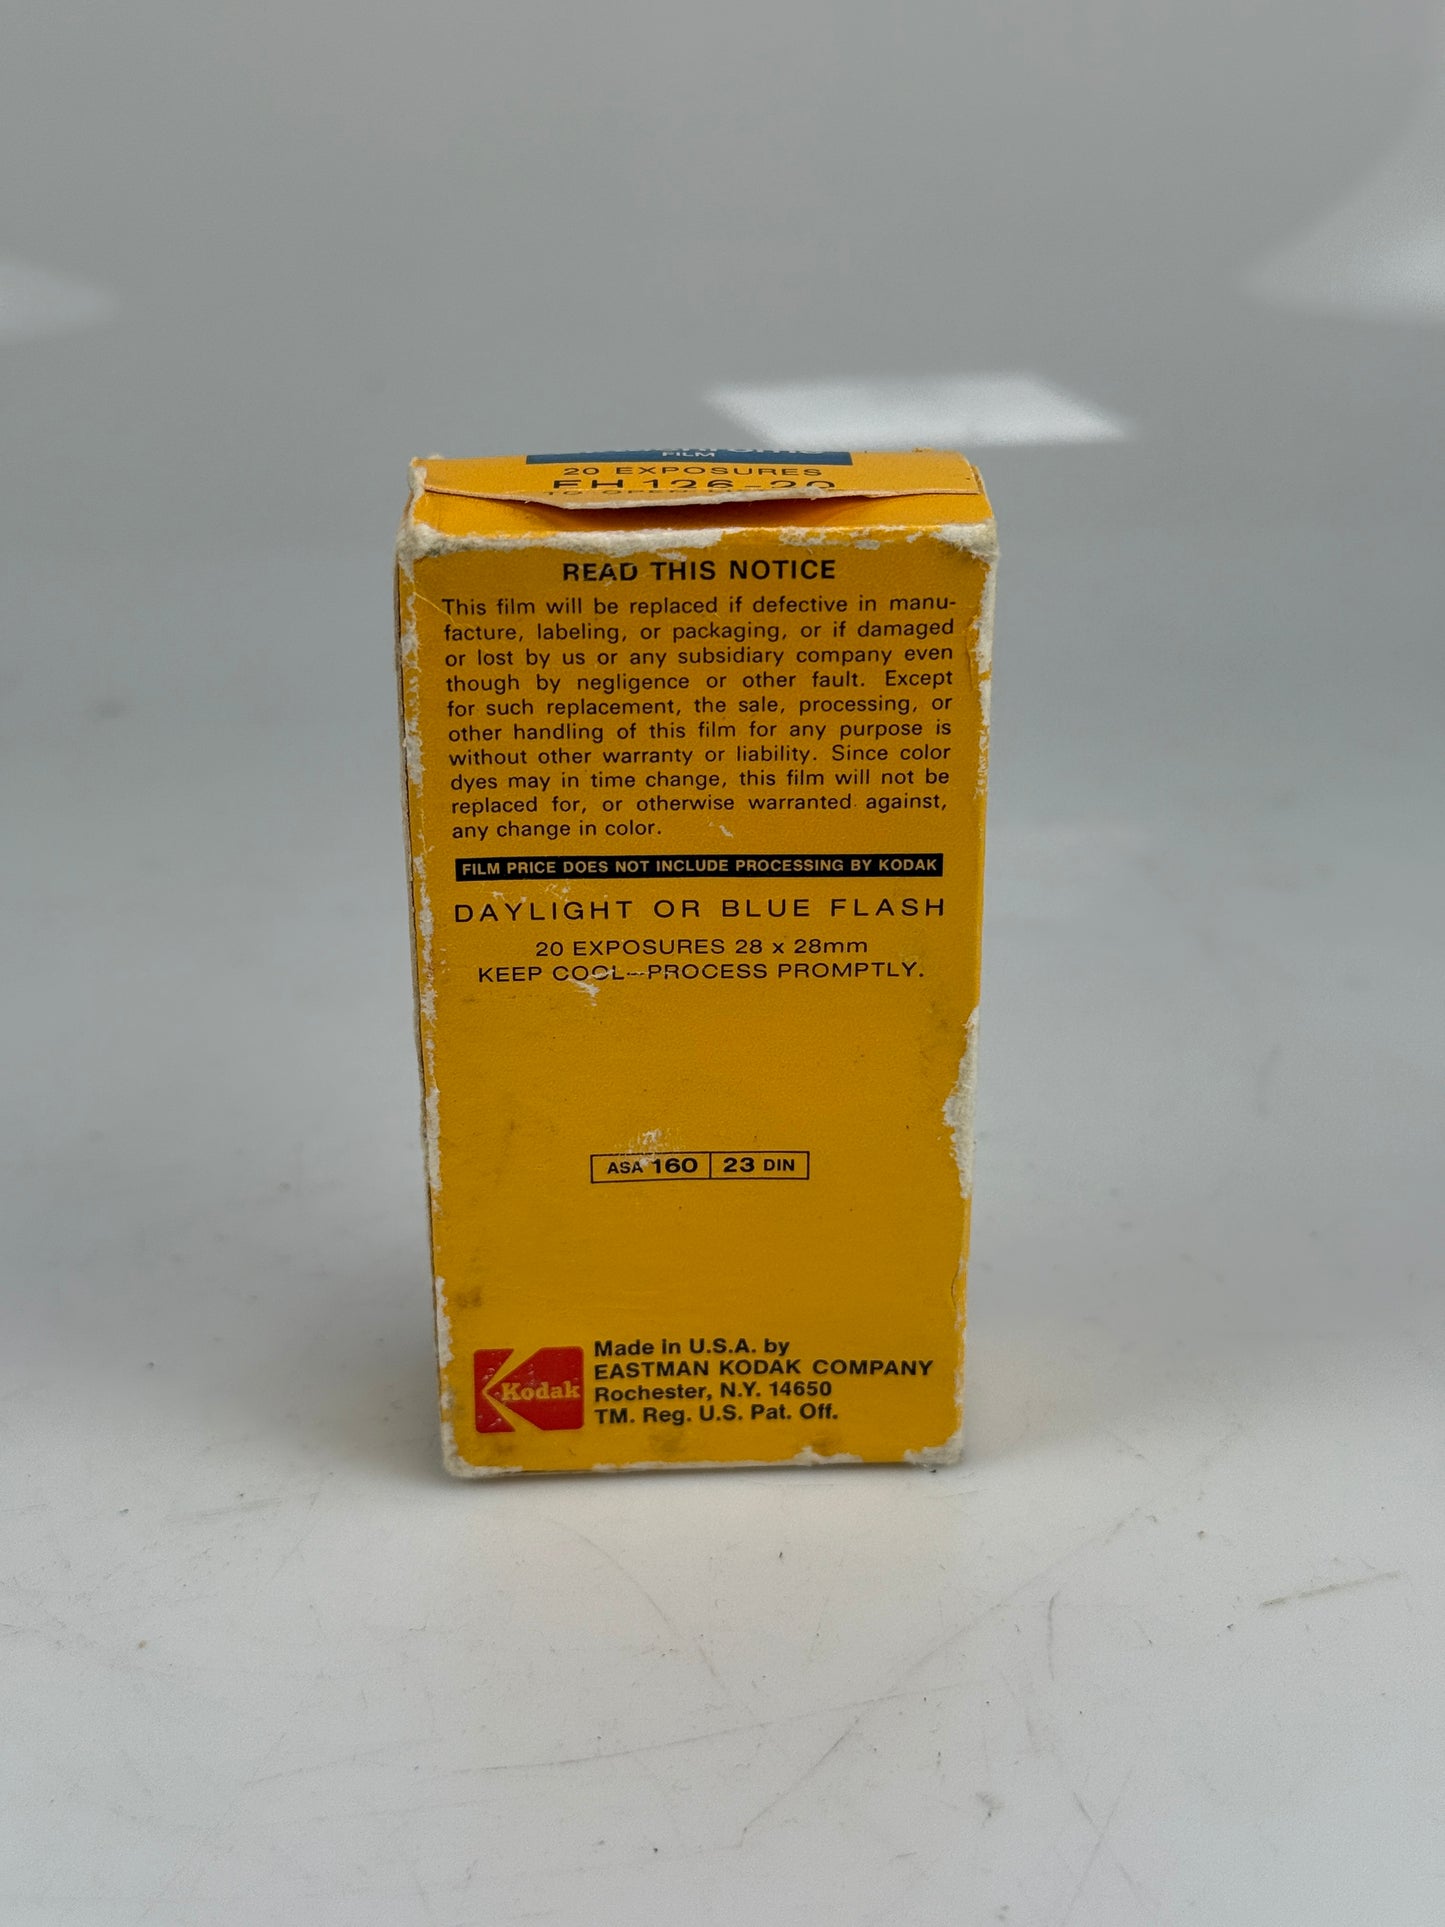 FILM
20 EXPOSURES
EH 126-20
READ THIS NOTICE
This film will be replaced if defective in manu-
facture, labeling, or packaging, or if damaged
or lost by us or any subsidiary company even
though by negligence or other fault. Except
for such replacement, the sale, processing, or
other handling of this film for any purpose is
without other warranty or liability. Since color
dyes may in time change, this film will not be
replaced for, or otherwise warranted against,
any change in color.
FILM PRICE DOES NOT INCLUDE PROCESSING BY KODAK
DAYLIGHT OR BLUE FLASH
20 EXPOSURES 28 x 28mm
KEEP COOL—PROCESS PROMPTLY.
ASA 160 23 DIN
Kodak
Made in U.S.A. by
EASTMAN KODAK COMPANY
Rochester, N.Y. 14650
TM. Reg. U.S. Pat. Off.